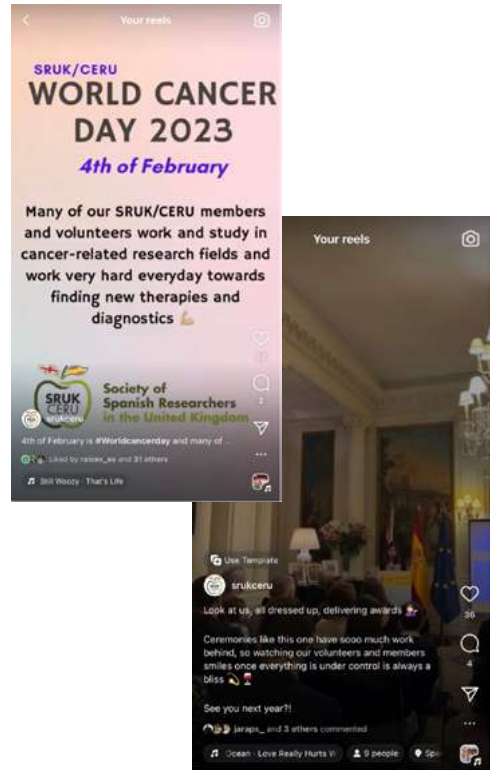 Your reels
SRUK/CERU
WORLD CANCER
DAY 2023
4th of February
Many of our SRUK/CERU members
and volunteers work and study in
cancer-related research fields and
work very hard everyday towards
finding new therapies and
diagnostics 💪🏼
SRUK
CERU
Society of
Spanish Researchers
in the United Kingdom
srukceru
2
4th of February is #Worldcancerday and many of ...
Liked by raicex_es and 31 others
Still Woozy · That's Life
Your reels
Use Template
srukceru
Look at us, all dressed up, delivering awards
36
Ceremonies like this one have sooo much work
behind, so watching our volunteers and members
smiles once everything is under control is always a
bliss 💫🍷
4
See you next year?!
jaraps_ and 3 others commented
Ocean · Love Really Hurts W
9 people
Spa